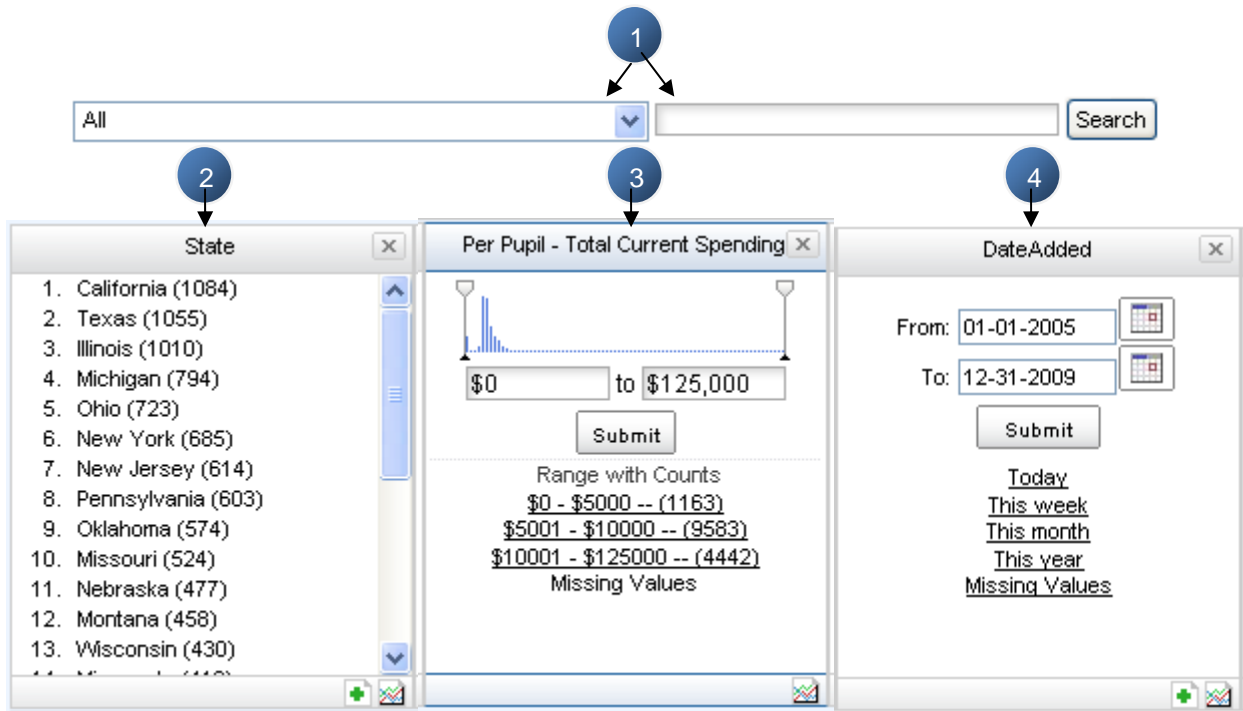 1
All
Search
2
3
4
State
1. California (1084)
2. Texas (1055)
3. Illinois (1010)
4. Michigan (794)
5. Ohio (723)
6. New York (685)
7. New Jersey (614)
8. Pennsylvania (603)
9. Oklahoma (574)
10. Missouri (524)
11. Nebraska (477)
12. Montana (458)
13. Wisconsin (430)
Per Pupil - Total Current Spending
$0 to $125,000
Submit
Range with Counts
$0 - $5000 -- (1163)
$5001 - $10000 -- (9583)
$10001 - $125000 -- (4442)
Missing Values
DateAdded
From: 01-01-2005
To: 12-31-2009
Submit
Today
This week
This month
This year
Missing Values